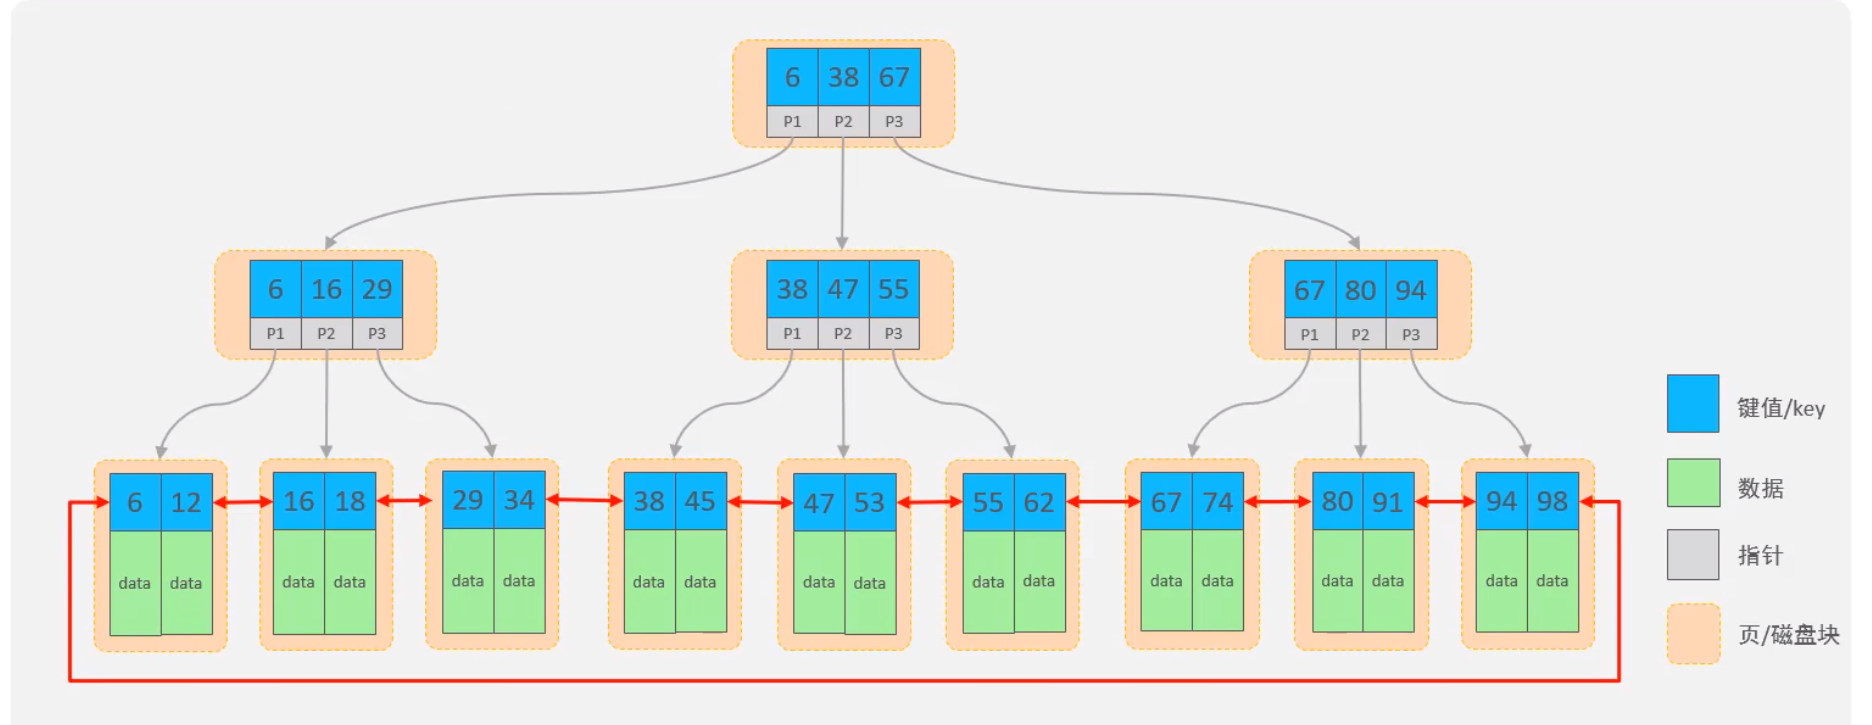 6 38 67
P1 P2 P3
6 16 29
P1 P2 P3
38 47 55
P1 P2 P3
67 80 94
P1 P2 P3
6 12
data data
16 18
data data
29 34
data data
38 45
data data
47 53
data data
55 62
data data
67 74
data data
80 91
data data
94 98
data data
键值/key
数据
指针
页/磁盘块